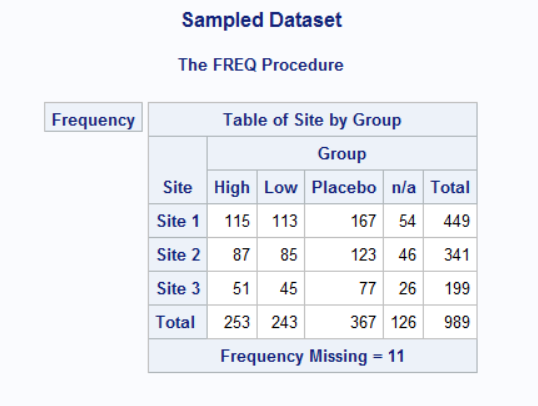 Sampled Dataset
The FREQ Procedure
Frequency
Table of Site by Group
Group
Site High Low Placebo n/a Total
Site 1 115 113 167 54 449
Site 2 87 85 123 46 341
Site 3 51 45 77 26 199
Total 253 243 367 126 989
Frequency Missing = 11